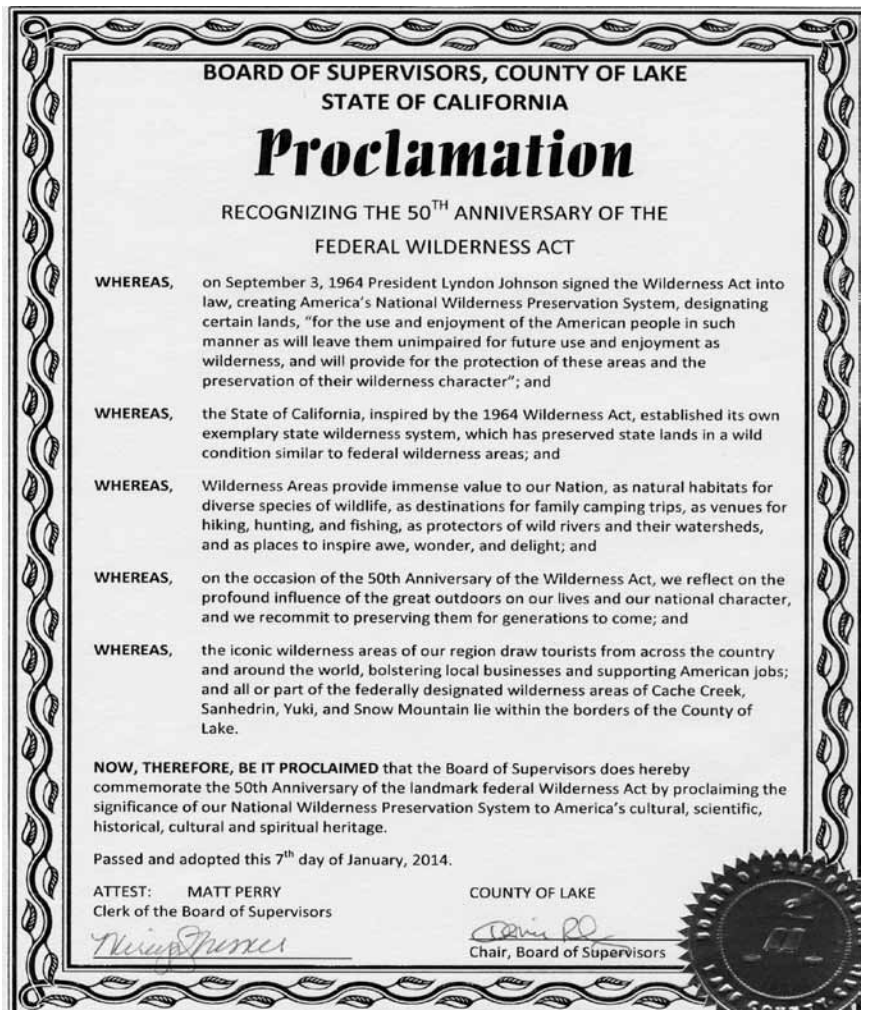 BOARD OF SUPERVISORS, COUNTY OF LAKE
STATE OF CALIFORNIA
Proclamation
RECOGNIZING THE 50TH ANNIVERSARY OF THE
FEDERAL WILDERNESS ACT
WHEREAS, on September 3, 1964 President Lyndon Johnson signed the Wilderness Act into
law, creating America's National Wilderness Preservation System, designating
certain lands, "for the use and enjoyment of the American people in such
manner as will leave them unimpaired for future use and enjoyment as
wilderness, and will provide for the protection of these areas and the
preservation of their wilderness character"; and
WHEREAS, the State of California, inspired by the 1964 Wilderness Act, established its own
exemplary state wilderness system, which has preserved state lands in a wild
condition similar to federal wilderness areas; and
WHEREAS, Wilderness Areas provide immense value to our Nation, as natural habitats for
diverse species of wildlife, as destinations for family camping trips, as venues for
hiking, hunting, and fishing, as protectors of wild rivers and their watersheds,
and as places to inspire awe, wonder, and delight; and
WHEREAS, on the occasion of the 50th Anniversary of the Wilderness Act, we reflect on the
profound influence of the great outdoors on our lives and our national character,
and we recommit to preserving them for generations to come; and
WHEREAS, the iconic wilderness areas of our region draw tourists from across the country
and around the world, bolstering local businesses and supporting American jobs;
and all or part of the federally designated wilderness areas of Cache Creek,
Sanhedrin, Yuki, and Snow Mountain lie within the borders of the County of
Lake.
NOW, THEREFORE, BE IT PROCLAIMED that the Board of Supervisors does hereby
commemorate the 50th Anniversary of the landmark federal Wilderness Act by proclaiming the
significance of our National Wilderness Preservation System to America's cultural, scientific,
historical, cultural and spiritual heritage.
Passed and adopted this 7th day of January, 2014.
ATTEST: MATT PERRY
Clerk of the Board of Supervisors
COUNTY OF LAKE
Chair, Board of Supervisors
BOARD OF
LAKE COUNTY